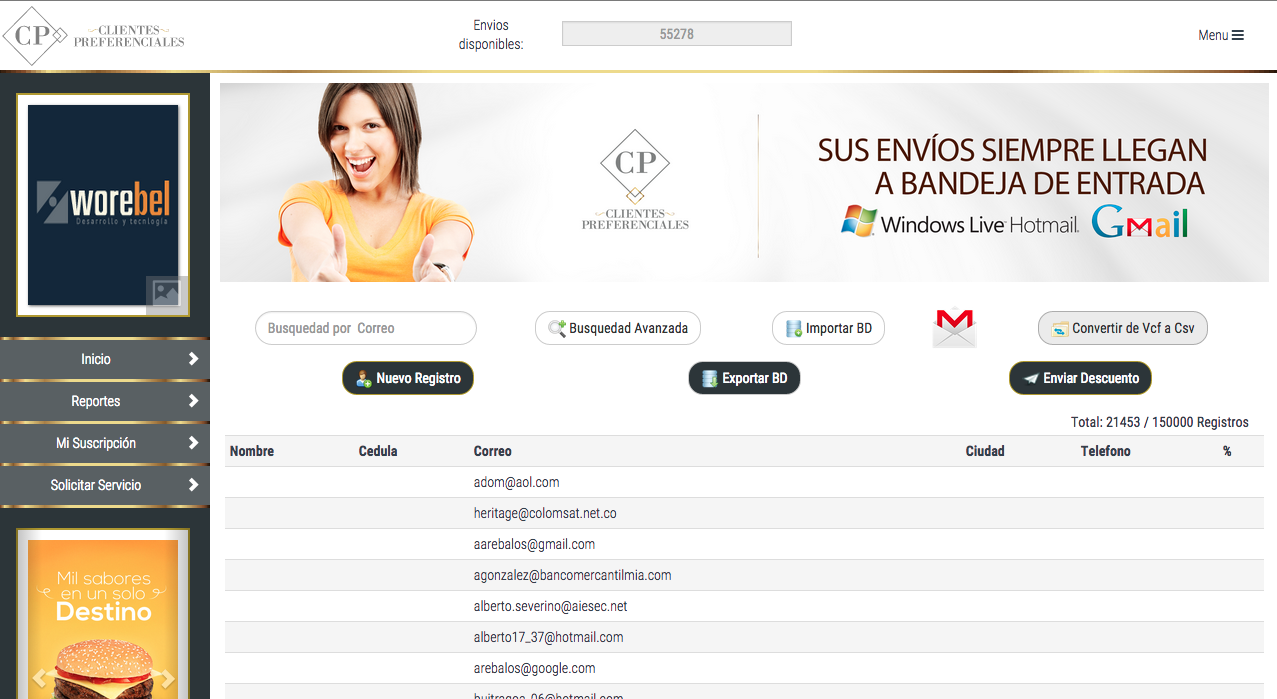 CP
CLIENTES
PREFERENCIALES
Envios
disponibles:
55278
Menu
worebel
Desarrollo y tecnología
CP
CLIENTES
PREFERENCIALES
SUS ENVÍOS SIEMPRE LLEGAN
A BANDEJA DE ENTRADA
Windows Live Hotmail.
Gmail
Busquedad por Correo
Busquedad Avanzada
Importar BD
Convertir de Vcf a Csv
Nuevo Registro
Exportar BD
Enviar Descuento
Inicio
Reportes
Mi Suscripción
Solicitar Servicio
Mil sabores
en un solo
Destino
Total: 21453 / 150000 Registros
Nombre Cedula Correo Ciudad Telefono %
adom@aol.com
heritage@colomsat.net.co
aarebalos@gmail.com
agonzalez@bancomercantilmia.com
alberto.severino@aiesec.net
alberto17_37@hotmail.com
arebalos@google.com